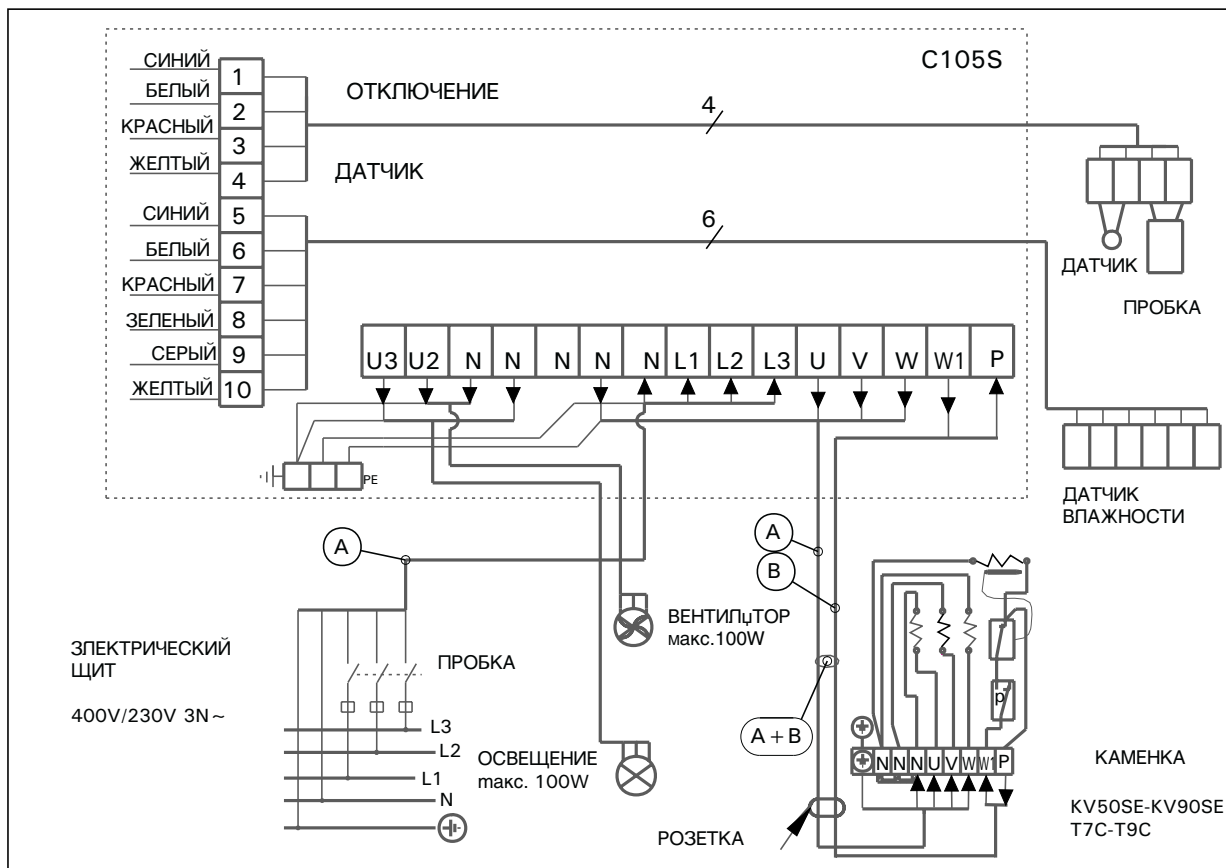 C105S
СИНИЙ 1
БЕЛЫЙ 2
КРАСНЫЙ 3
ЖЕЛТЫЙ 4
СИНИЙ 5
БЕЛЫЙ 6
КРАСНЫЙ 7
ЗЕЛЕНЫЙ 8
СЕРЫЙ 9
ЖЕЛТЫЙ 10
ОТКЛЮЧЕНИЕ
ДАТЧИК
4
6
ДАТЧИК
ПРОБКА
U3 U2 N N N N N L1 L2 L3 U V W W1 P
PE
ДАТЧИК
ВЛАЖНОСТИ
A
A
B
A + B
ВЕНТИЛџТОР
макс.100W
ЗЛЕКТРИЧЕСКИЙ
ЩИТ
400V/230V 3N~
ПРОБКА
L3
L2
L1
N
ОСВЕЩЕНИЕ
mакс. 100W
РОЗЕТКА
p
N N N U V W W1 P
КАМЕНКА
KV50SE-KV90SE
T7C-T9C